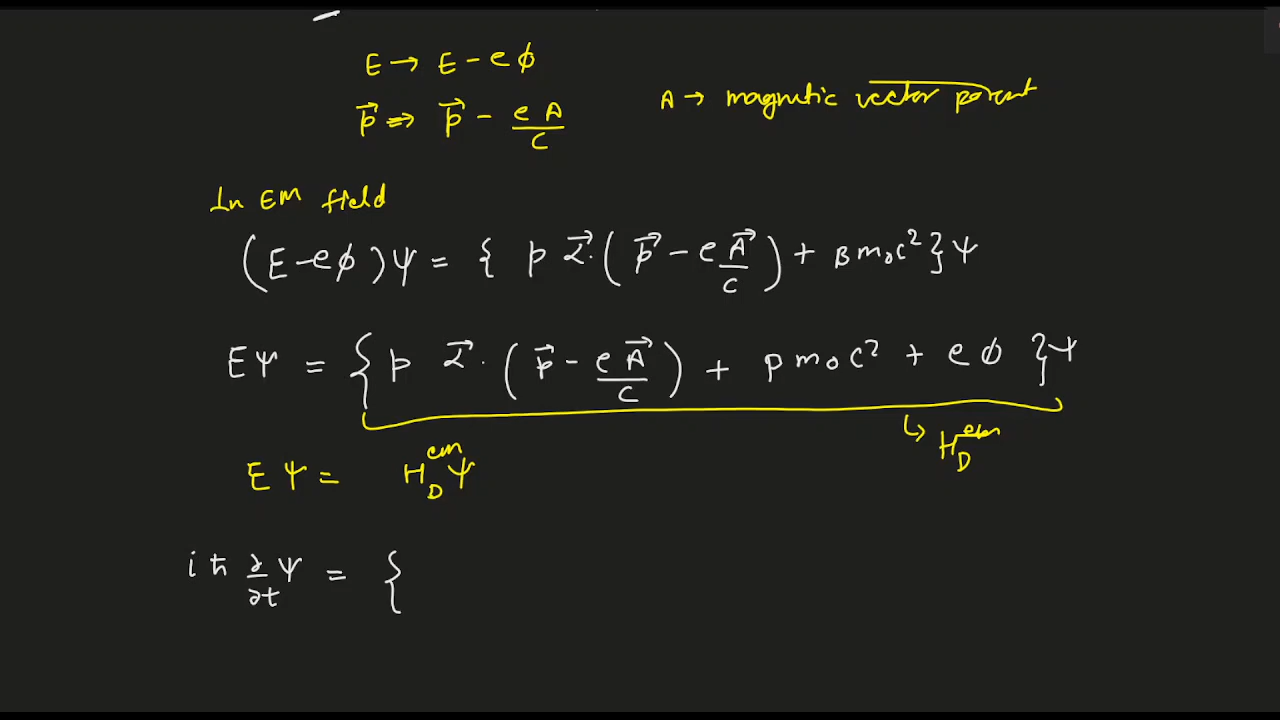 E → E - eϕ
p⃗ ⇒ p⃗ - eA/c    A → magnetic vector
In EM field
(E - eϕ)Ψ = { p α⃗·(p⃗ - eA⃗/c) + βm₀c² }Ψ
EΨ = { p α⃗·(p⃗ - eA⃗/c) + βm₀c² + eϕ }Ψ
↳ H_D^em
EΨ = H_D^em Ψ
iħ ∂/∂t Ψ = {